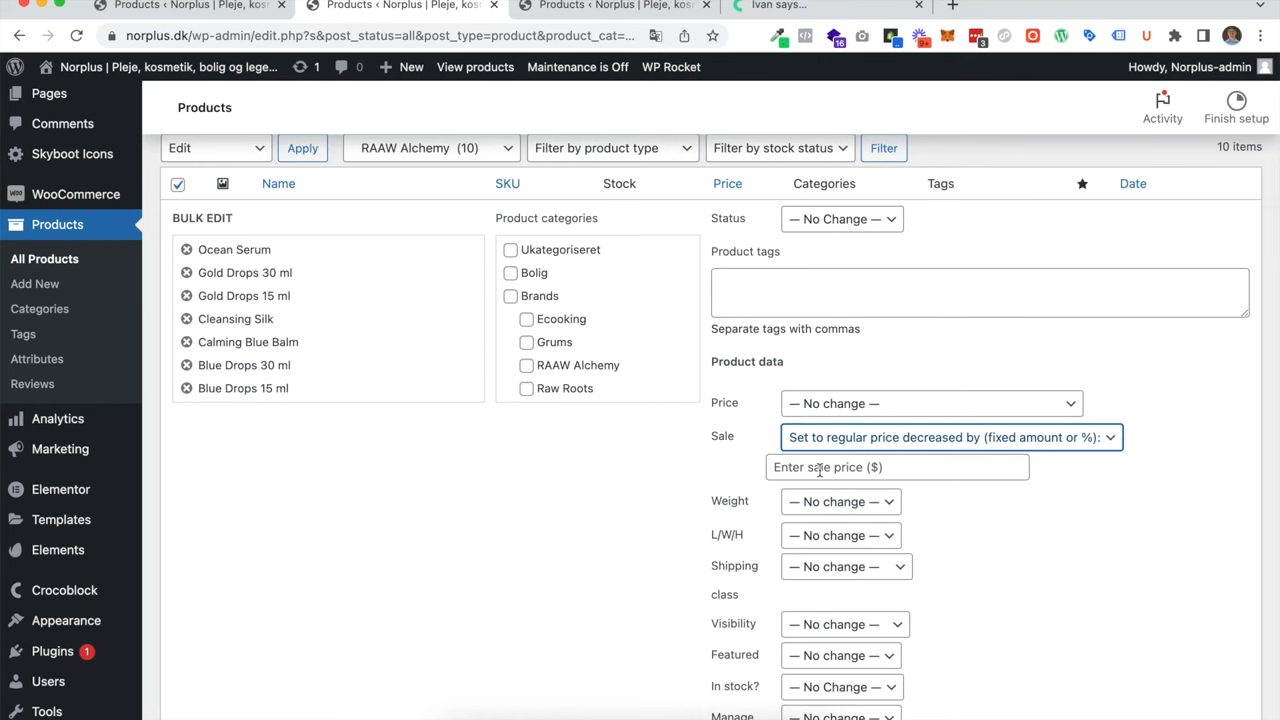 Products ‹ Norplus | Pleje, kosm
Products ‹ Norplus | Pleje, kosm
Products ‹ Norplus | Pleje, kosm
Ivan says...
norplus.dk/wp-admin/edit.php?s&post_status=all&post_type=product&product_cat=...
16
9+
3
Norplus | Pleje, kosmetik, bolig og lege...
1
0
New
View products
Maintenance is Off
WP Rocket
Howdy, Norplus-admin
Pages
Comments
Skyboot Icons
WooCommerce
Products
All Products
Add New
Categories
Tags
Attributes
Reviews
Analytics
Marketing
Elementor
Templates
Elements
Crocoblock
Appearance
Plugins 1
Users
Tools
Products
Activity
Finish setup
Edit
Apply
RAAW Alchemy (10)
Filter by product type
Filter by stock status
Filter
10 items
Name
SKU
Stock
Price
Categories
Tags
Date
BULK EDIT
Ocean Serum
Gold Drops 30 ml
Gold Drops 15 ml
Cleansing Silk
Calming Blue Balm
Blue Drops 30 ml
Blue Drops 15 ml
Product categories
Ukategoriseret
Bolig
Brands
Ecooking
Grums
RAAW Alchemy
Raw Roots
Status
— No Change —
Product tags
Separate tags with commas
Product data
Price
— No change —
Sale
Set to regular price decreased by (fixed amount or %):
Enter sale price ($)
Weight
— No change —
L/W/H
— No change —
Shipping
class
— No change —
Visibility
— No change —
Featured
— No change —
In stock?
— No Change —
Manage
— No change —